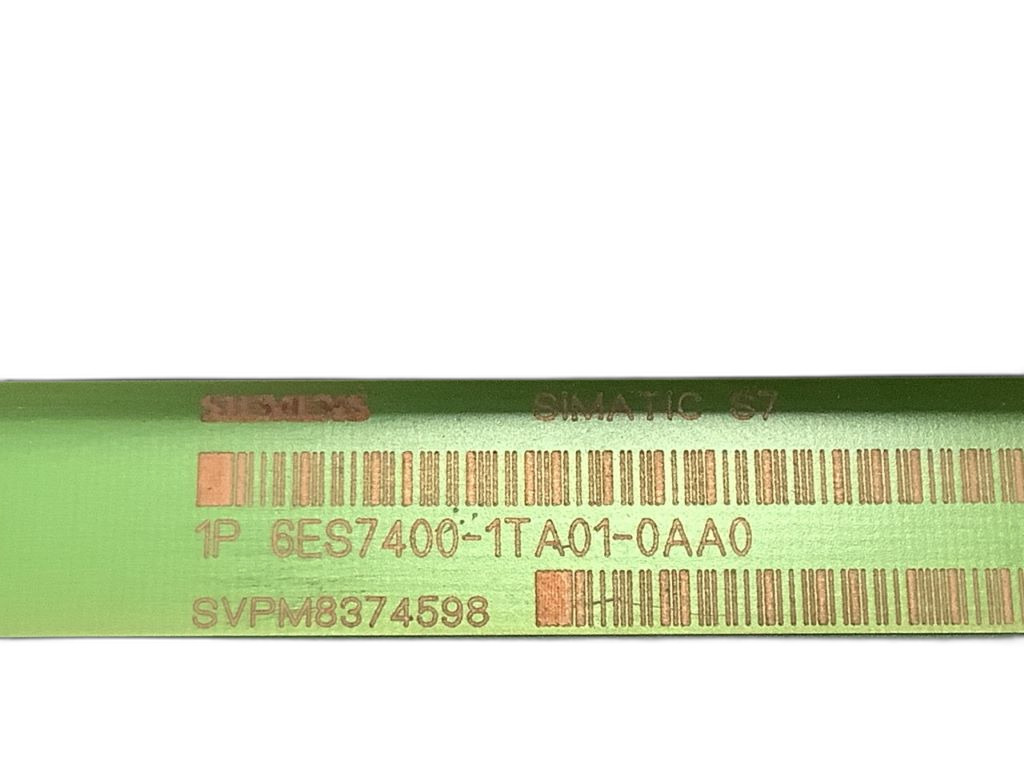 SIEMENS SIMATIC S7
1P 6ES7400-1TA01-0AA0
SVPM8374598